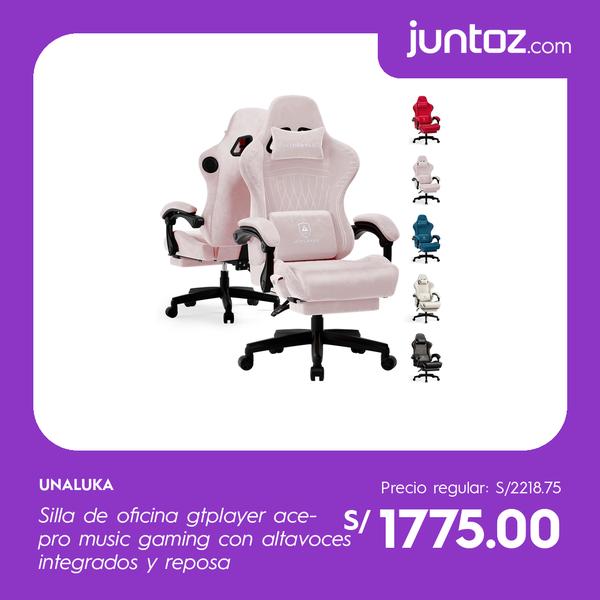 juntoz.com
UNALUKA
Silla de oficina gtplayer ace-
pro music gaming con altavoces
integrados y reposa
Precio regular: S/2218.75
S/ 1775.00